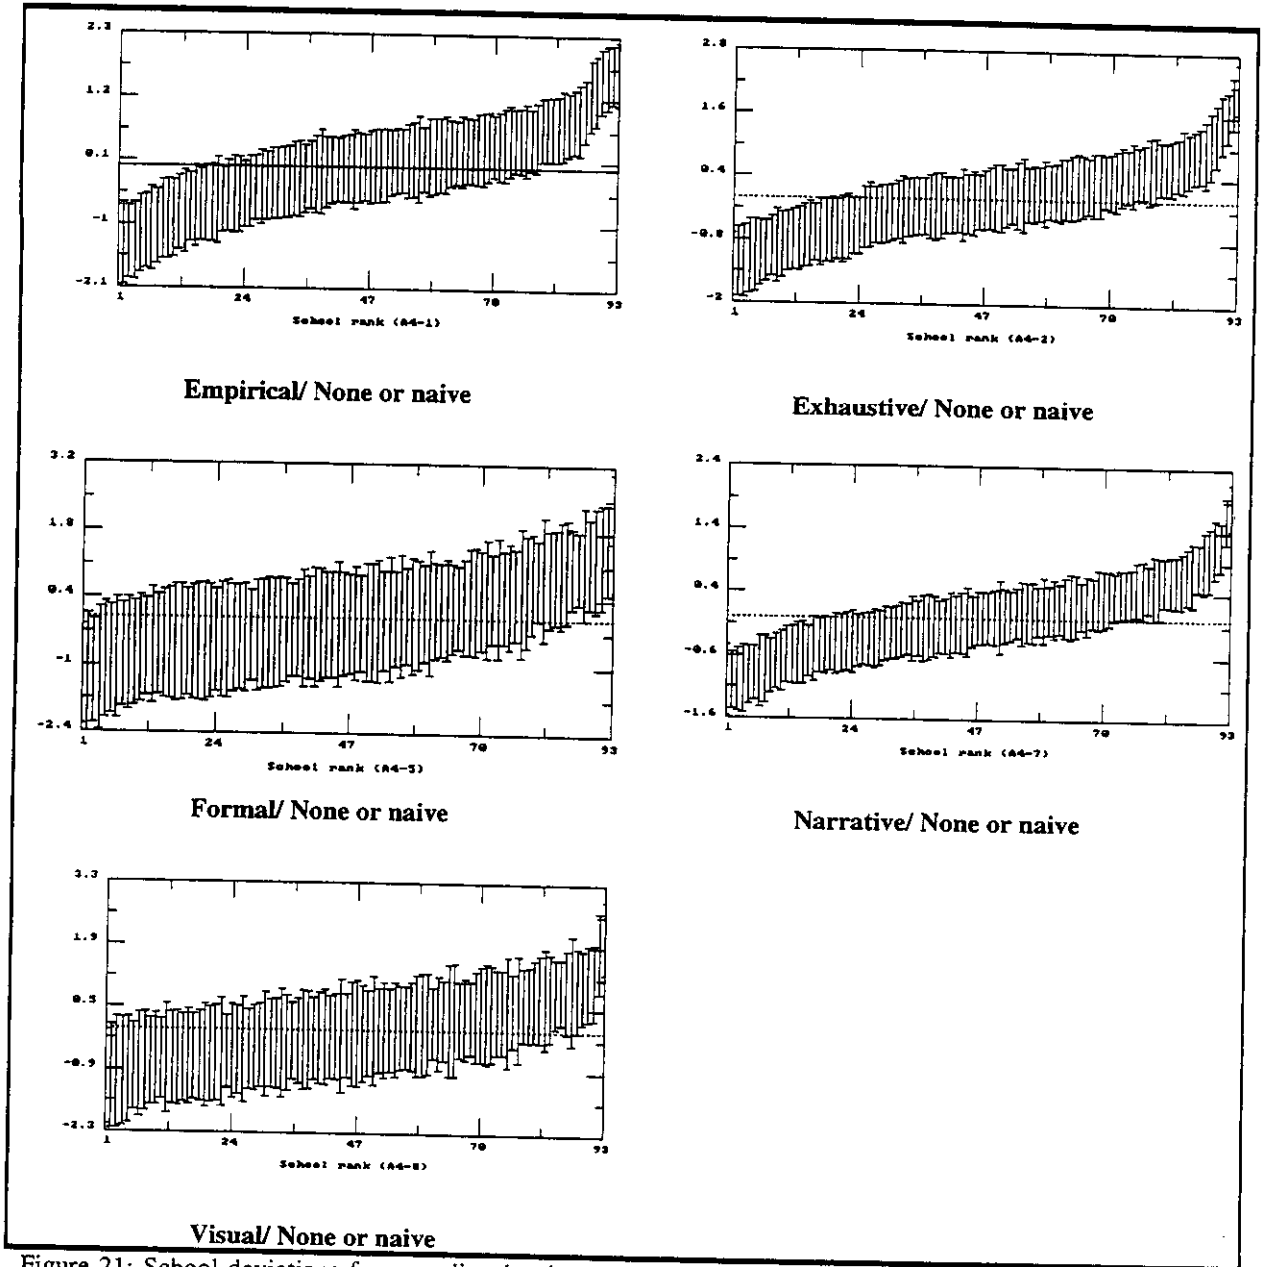 2.3
1.2
0.1
-1
-2.1
1 24 47 70 93
School rank (A4-1)
Empirical/ None or naive
2.8
1.6
0.4
-0.8
-2
1 24 47 70 93
School rank (A4-2)
Exhaustive/ None or naive
3.2
1.8
0.4
-1
-2.4
1 24 47 70 93
School rank (A4-5)
Formal/ None or naive
2.4
1.4
0.4
-0.6
-1.6
1 24 47 70 93
School rank (A4-7)
Narrative/ None or naive
3.3
1.9
0.5
-0.9
-2.3
1 24 47 70 93
School rank (A4-8)
Visual/ None or naive
Figure 21: School deviations